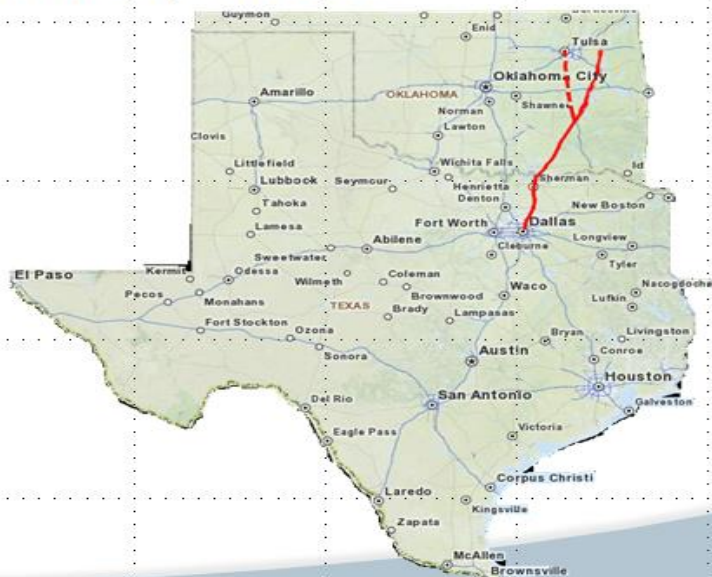 Guymon
Enid
Tulsa
Oklahoma City
Amarillo
OKLAHOMA
Norman
Shawnee
Clovis
Lawton
Littlefield
Wichita Falls
Id
Lubbock
Seymour
Henrietta
Sherman
Tahoka
Denton
New Boston
Lamesa
Fort Worth
Dallas
Sweetwater
Abilene
Cleburne
Longview
El Paso
Kermit
Odessa
Wilmeth
Coleman
Tyler
Pecos
Monahans
Brownwood
Waco
Nacogdoche
TEXAS
Brady
Lampasas
Lufkin
Fort Stockton
Ozona
Bryan
Livingston
Sonora
Austin
Conroe
Houston
Del Rio
San Antonio
Galveston
Eagle Pass
Victoria
Laredo
Corpus Christi
Kingsville
Zapata
McAllen
Brownsville